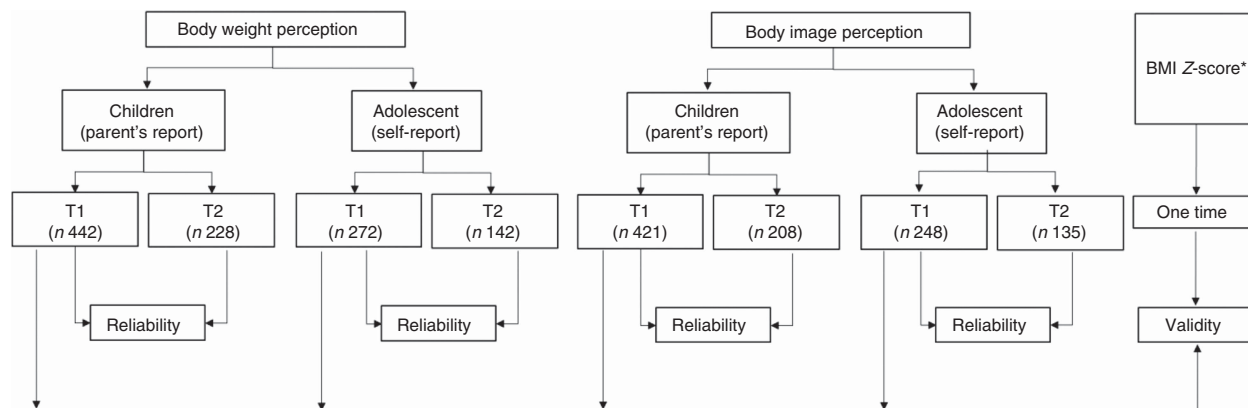 Body weight perception
Body image perception
BMI Z-score*
Children
(parent's report)
Adolescent
(self-report)
Children
(parent's report)
Adolescent
(self-report)
T1
(n 442)
T2
(n 228)
T1
(n 272)
T2
(n 142)
T1
(n 421)
T2
(n 208)
T1
(n 248)
T2
(n 135)
One time
Reliability
Reliability
Reliability
Reliability
Validity